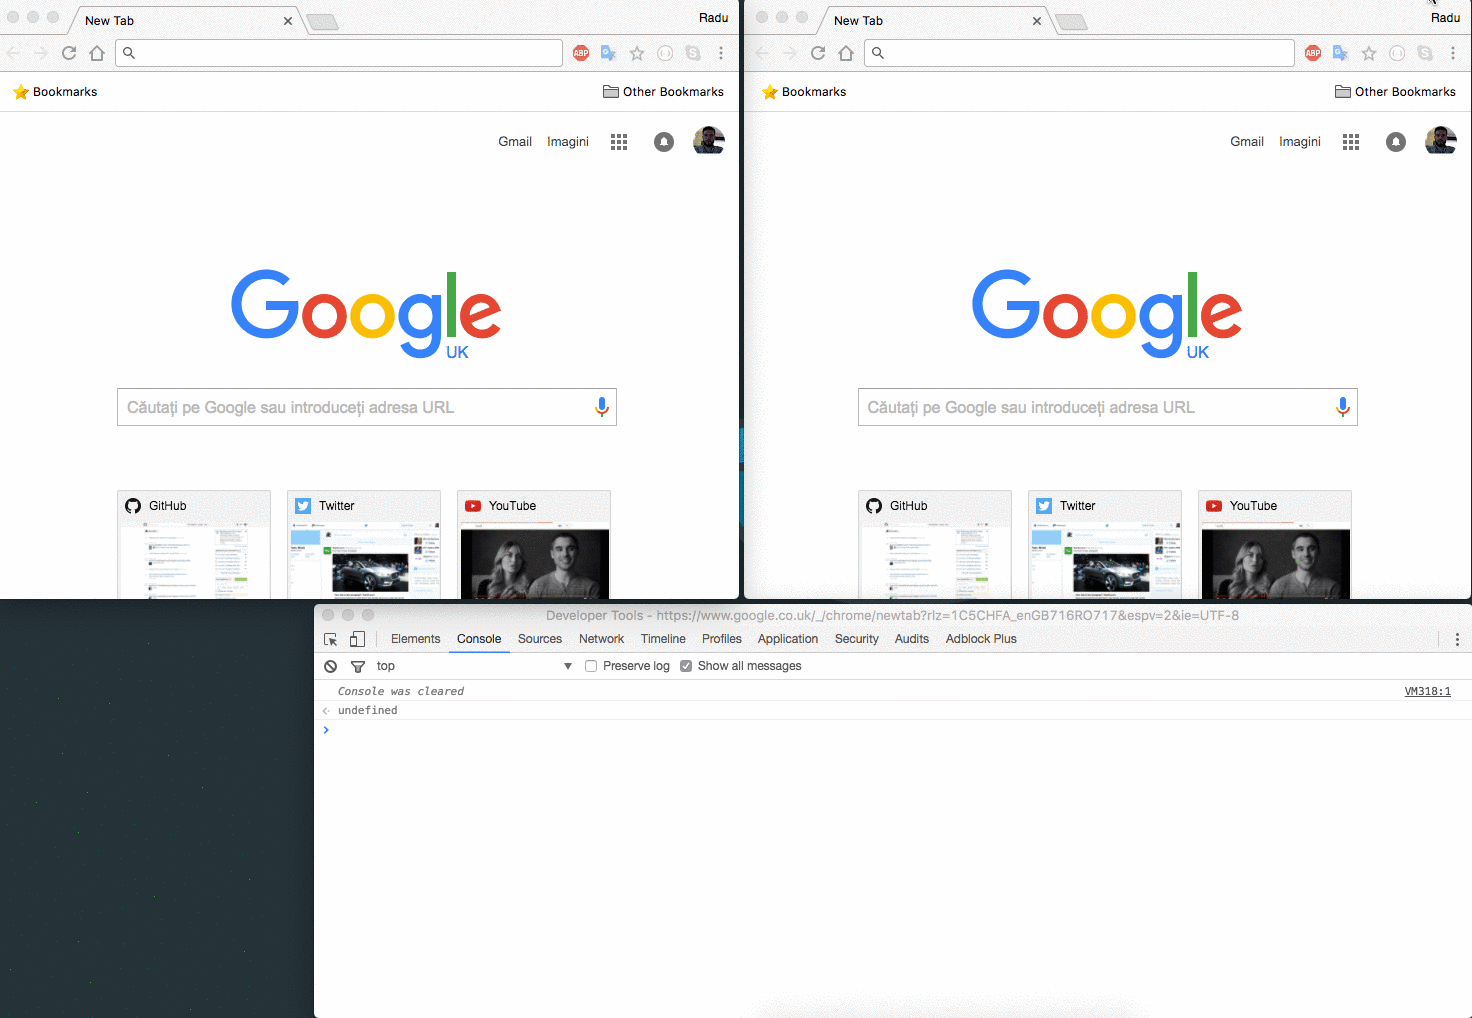 New Tab
Radu
ABP
Bookmarks
Other Bookmarks
Gmail Imagini
Google
UK
Căutați pe Google sau introduceți adresa URL
GitHub
Twitter
YouTube
New Tab
Radu
ABP
Bookmarks
Other Bookmarks
Gmail Imagini
Google
UK
Căutați pe Google sau introduceți adresa URL
GitHub
Twitter
YouTube
Developer Tools - https://www.google.co.uk/_/chrome/newtab?rlz=1C5CHFA_enGB716RO717&espv=2&ie=UTF-8
Elements Console Sources Network Timeline Profiles Application Security Audits Adblock Plus
top Preserve log Show all messages
Console was cleared VM318:1
undefined